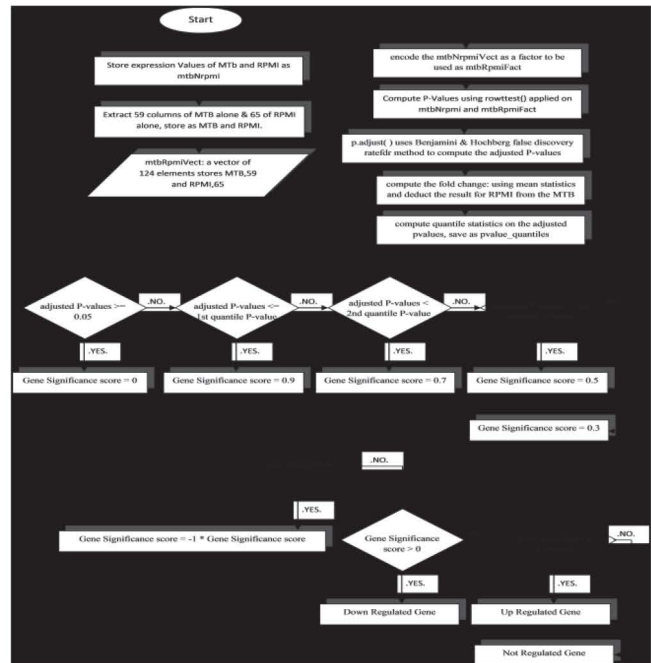 Start
Store expression Values of MTb and RPMI as
mtbNrpmi
Extract 59 columns of MTB alone & 65 of RPMI
alone, store as MTB and RPMI.
mtbRpmiVect: a vector of
124 elements stores MTB,59
and RPMI,65
encode the mtbNrpmiVect as a factor to be
used as mtbRpmiFact
Compute P-Values using rowttest() applied on
mtbNrpmi and mtbRpmiFact
p.adjust( ) uses Benjamini & Hochberg false discovery
ratefdr method to compute the adjusted P-values
compute the fold change: using mean statistics
and deduct the result for RPMI from the MTB
compute quantile statistics on the adjusted
pvalues, save as pvalue_quantiles
adjusted P-values >=
0.05
.NO.
adjusted P-values <=
1st quantile P-value
.NO.
adjusted P-values <
2nd quantile P-value
.NO.
.YES.
.YES.
.YES.
.YES.
Gene Significance score = 0
Gene Significance score = 0.9
Gene Significance score = 0.7
Gene Significance score = 0.5
Gene Significance score = 0.3
.NO.
.YES.
Gene Significance score = -1 * Gene Significance score
Gene Significance
score > 0
.NO.
.YES.
.YES.
Down Regulated Gene
Up Regulated Gene
Not Regulated Gene